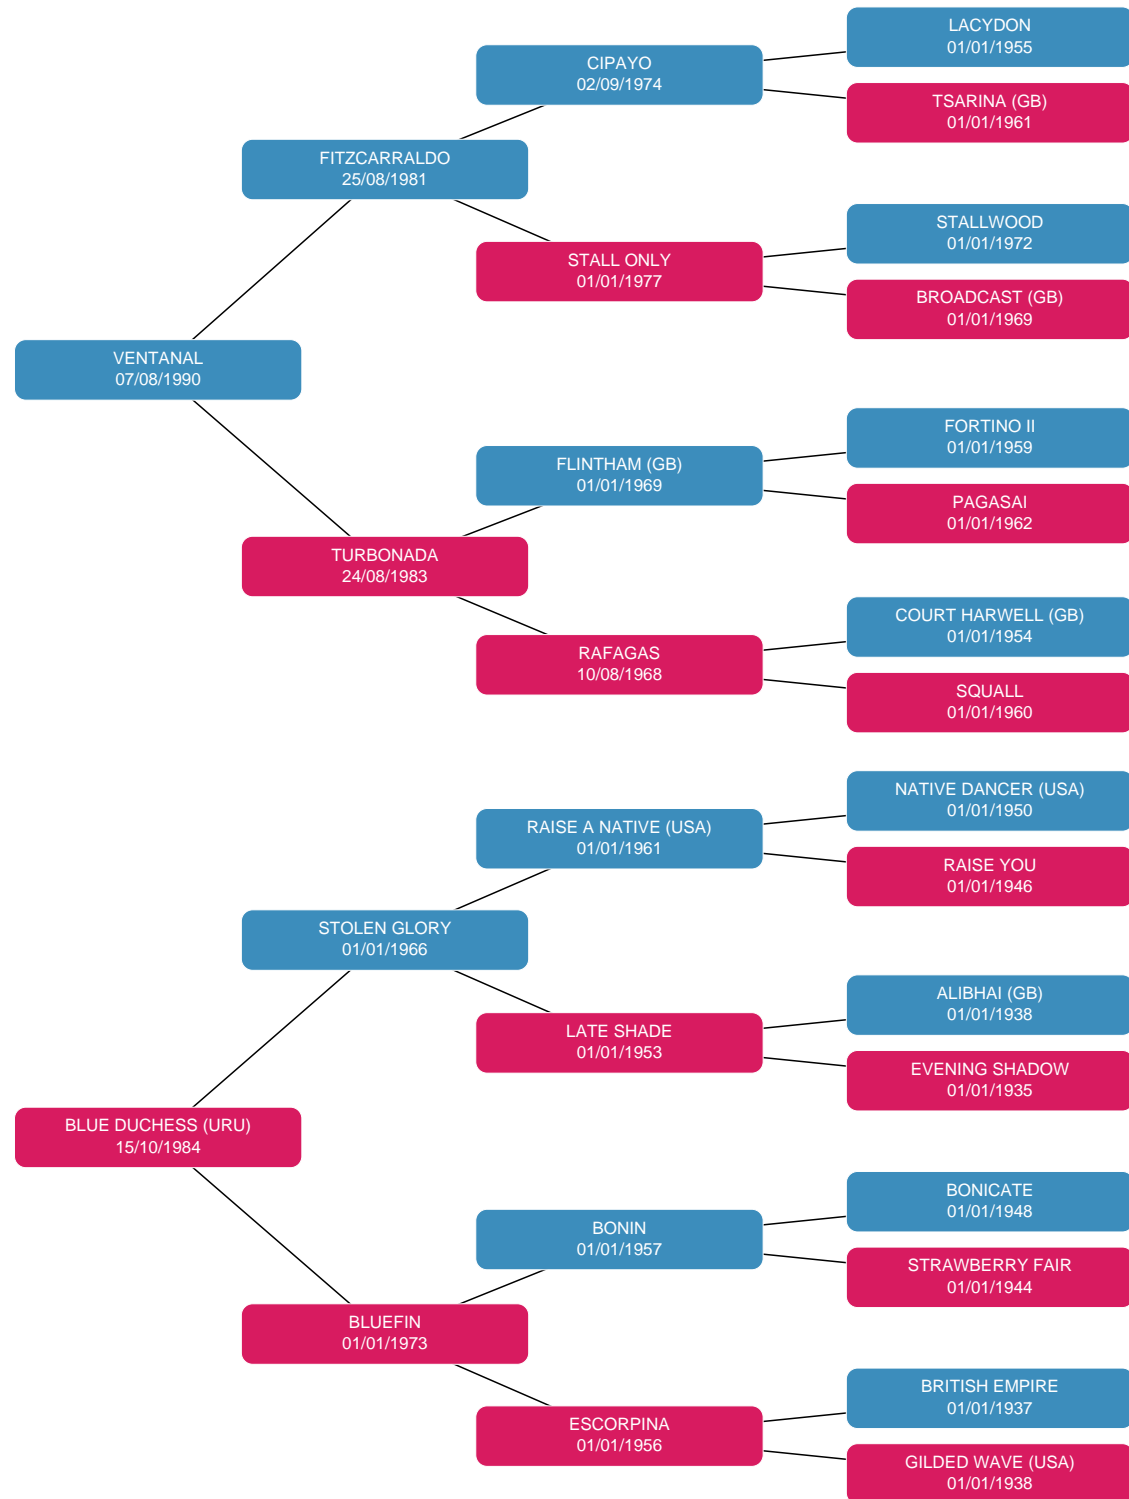 LACYDON
01/01/1955
CIPAYO
02/09/1974
TSARINA (GB)
01/01/1961
FITZCARRALDO
25/08/1981
STALLWOOD
01/01/1972
STALL ONLY
01/01/1977
BROADCAST (GB)
01/01/1969
VENTANAL
07/08/1990
FORTINO II
01/01/1959
FLINTHAM (GB)
01/01/1969
PAGASAI
01/01/1962
TURBONADA
24/08/1983
COURT HARWELL (GB)
01/01/1954
RAFAGAS
10/08/1968
SQUALL
01/01/1960
NATIVE DANCER (USA)
01/01/1950
RAISE A NATIVE (USA)
01/01/1961
RAISE YOU
01/01/1946
STOLEN GLORY
01/01/1966
ALIBHAI (GB)
01/01/1938
LATE SHADE
01/01/1953
EVENING SHADOW
01/01/1935
BLUE DUCHESS (URU)
15/10/1984
BONICATE
01/01/1948
BONIN
01/01/1957
STRAWBERRY FAIR
01/01/1944
BLUEFIN
01/01/1973
BRITISH EMPIRE
01/01/1937
ESCORPINA
01/01/1956
GILDED WAVE (USA)
01/01/1938